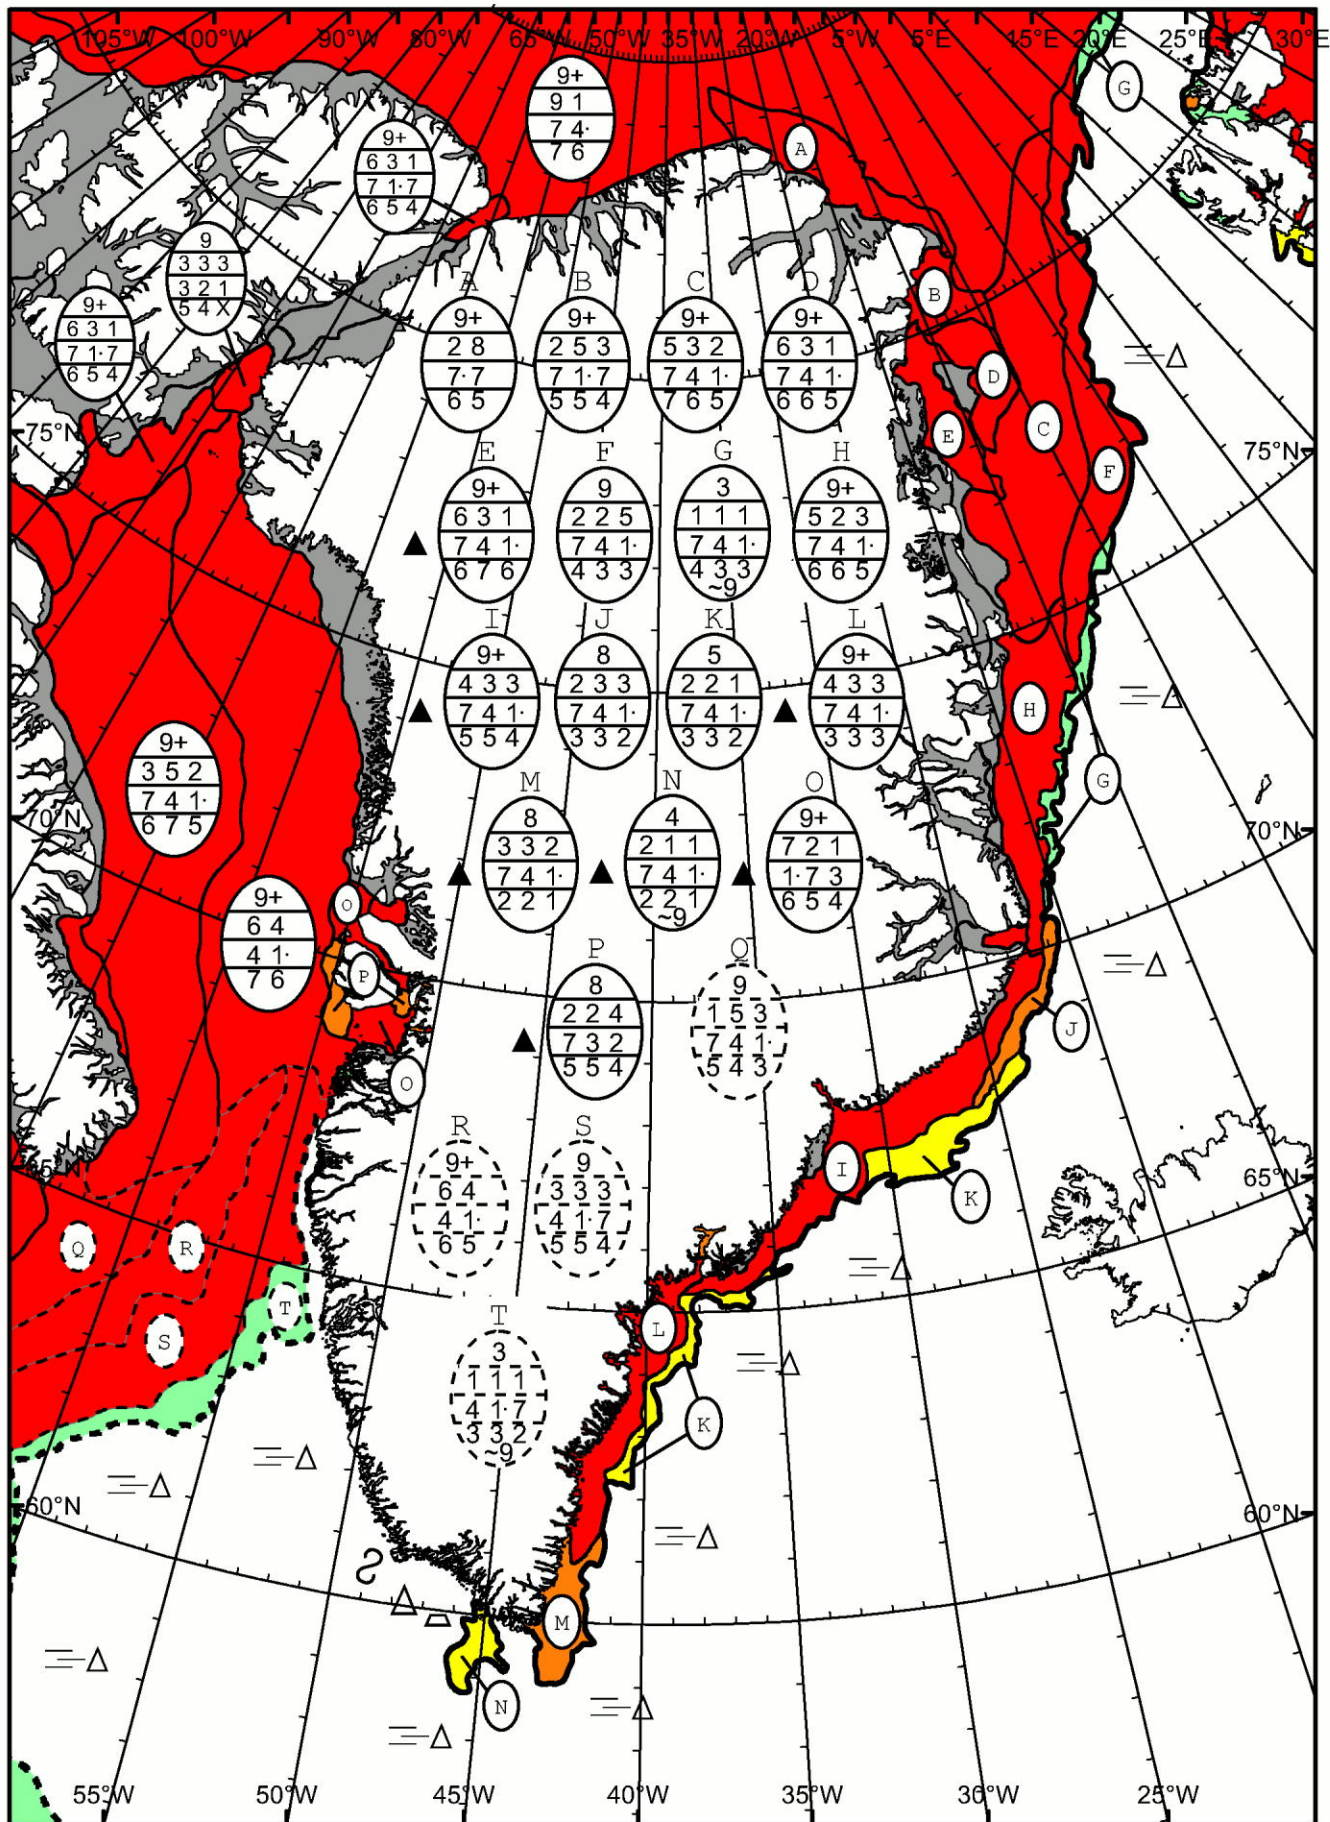 105°W 100°W 90°W 80°W 65°W 50°W 35°W 20°W 5°W 5°E 15°E 20°E 25°E 30°E
9+
9 1
7 4·
7 6
G
A
9+
6 3 1
7 1·7
6 5 4
9
3 3 3
3 2 1
5 4 X
9+
6 3 1
7 1·7
6 5 4
A B C D
9+ 9+ 9+ 9+
2 8 2 5 3 5 3 2 6 3 1
7·7 7 1·7 7 4 1· 7 4 1·
6 5 5 5 4 7 6 5 6 6 5
B
D
E
C
F
75°N 75°N
E F G H
9+ 9 3 9+
6 3 1 2 2 5 1 1 1 5 2 3
7 4 1· 7 4 1· 7 4 1· 7 4 1·
6 7 6 4 3 3 4 3 3 6 6 5
~9
I J K L
9+ 8 5 9+
4 3 3 2 3 3 2 2 1 4 3 3
7 4 1· 7 4 1· 7 4 1· 7 4 1·
5 5 4 3 3 2 3 3 2 3 3 3
H
G
9+
3 5 2
7 4 1·
6 7 5
70°N 70°N
M N O
8 4 9+
3 3 2 2 1 1 7 2 1
7 4 1· 7 4 1· 1·7 3
2 2 1 2 2 1 6 5 4
~9
9+
6 4
4 1·
7 6
O
P
O
P Q
8 9
2 2 4 1 5 3
7 3 2 7 4 1·
5 5 4 5 4 3
J
R S
9+ 9
6 4 3 3 3
4 1· 4 1·7
6 5 5 5 4
65°N 65°N
I
K
Q
R
T
S
L
T
3
1 1 1
4 1·7
3 3 2
~9
K
60°N 60°N
M
N
55°W 50°W 45°W 40°W 35°W 30°W 25°W